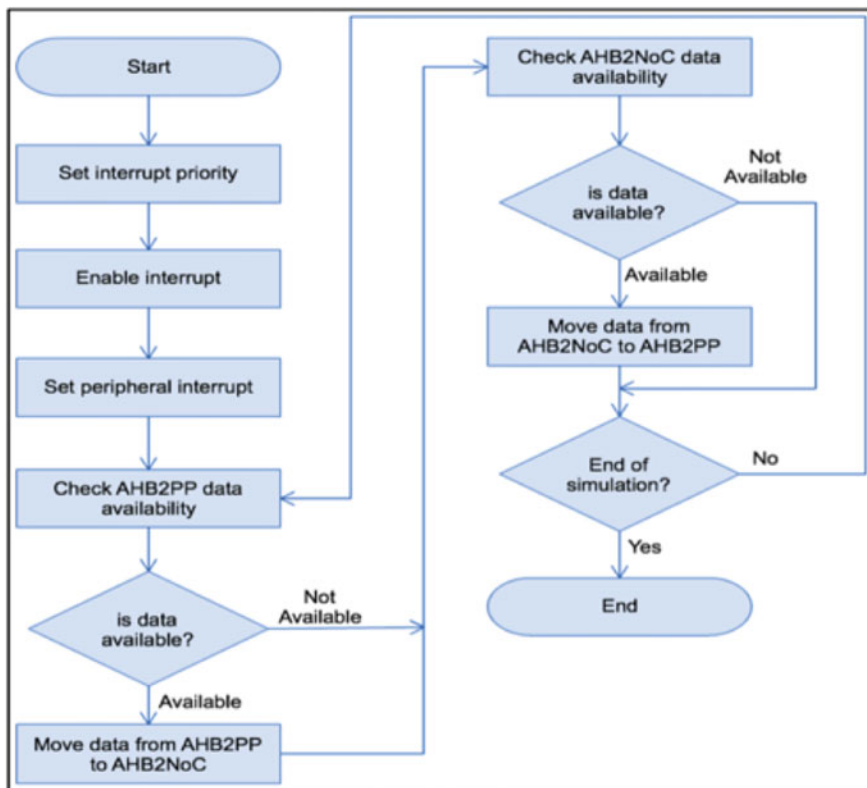 Start
Set interrupt priority
Enable interrupt
Set peripheral interrupt
Check AHB2PP data
availability
is data
available?
Not
Available
Available
Move data from AHB2PP
to AHB2NoC
Check AHB2NoC data
availability
is data
available?
Not
Available
Available
Move data from
AHB2NoC to AHB2PP
End of
simulation?
No
Yes
End